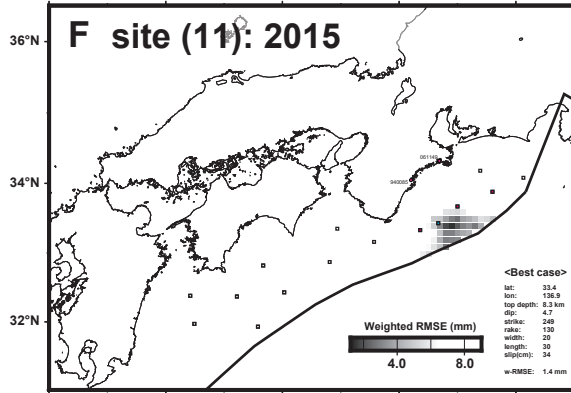 F site (11): 2015
36°N
34°N
32°N
061149
940065
<Best case>
lat: 33.4
lon: 136.9
top depth: 8.3 km
dip: 4.7
strike: 249
rake: 130
width: 20
length: 30
slip(cm): 34
w-RMSE: 1.4 mm
Weighted RMSE (mm)
4.0 8.0